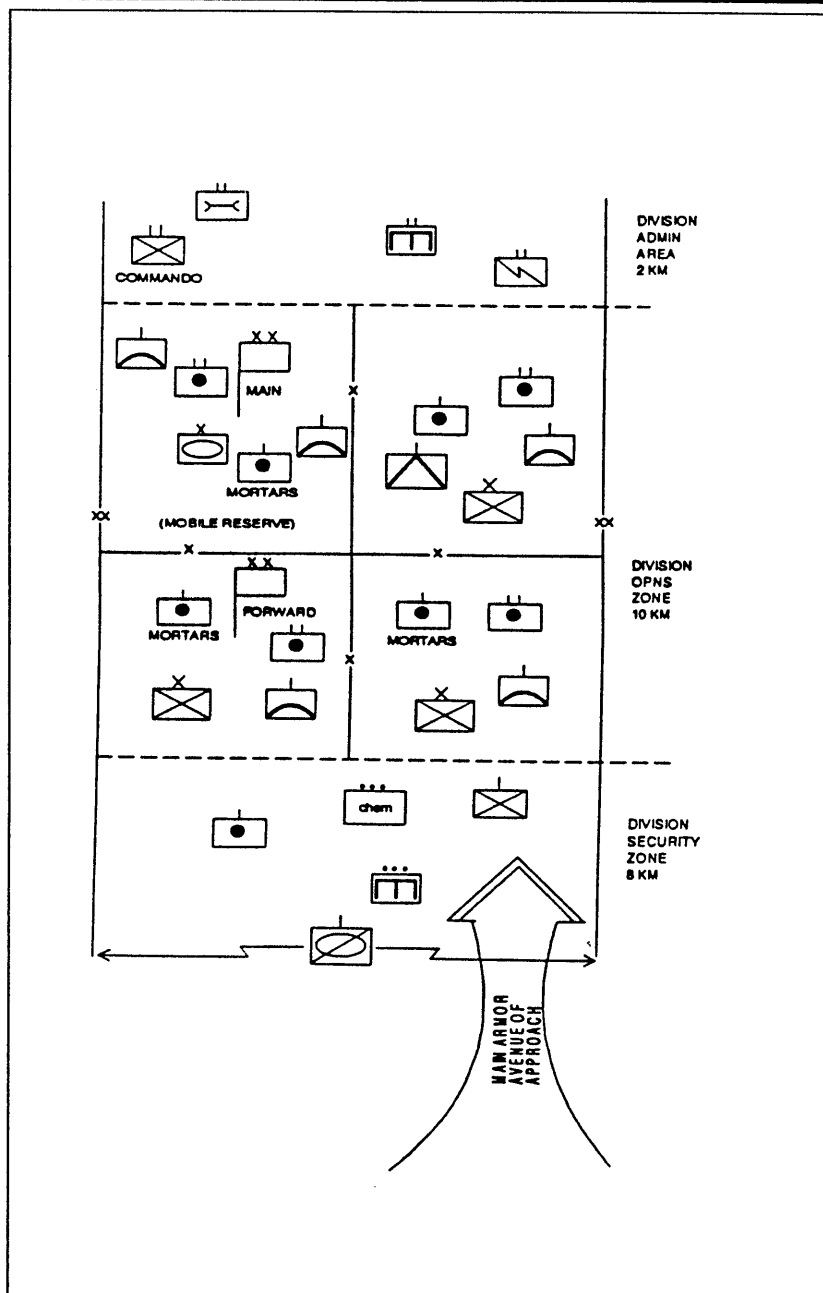 DIVISION
ADMIN
AREA
2 KM
COMMANDO
MAIN
MORTARS
(MOBILE RESERVE)
DIVISION
OPNS
ZONE
10 KM
FORWARD
MORTARS
MORTARS
chem
DIVISION
SECURITY
ZONE
8 KM
MAIN ARMOR
AVENUE OF
APPROACH